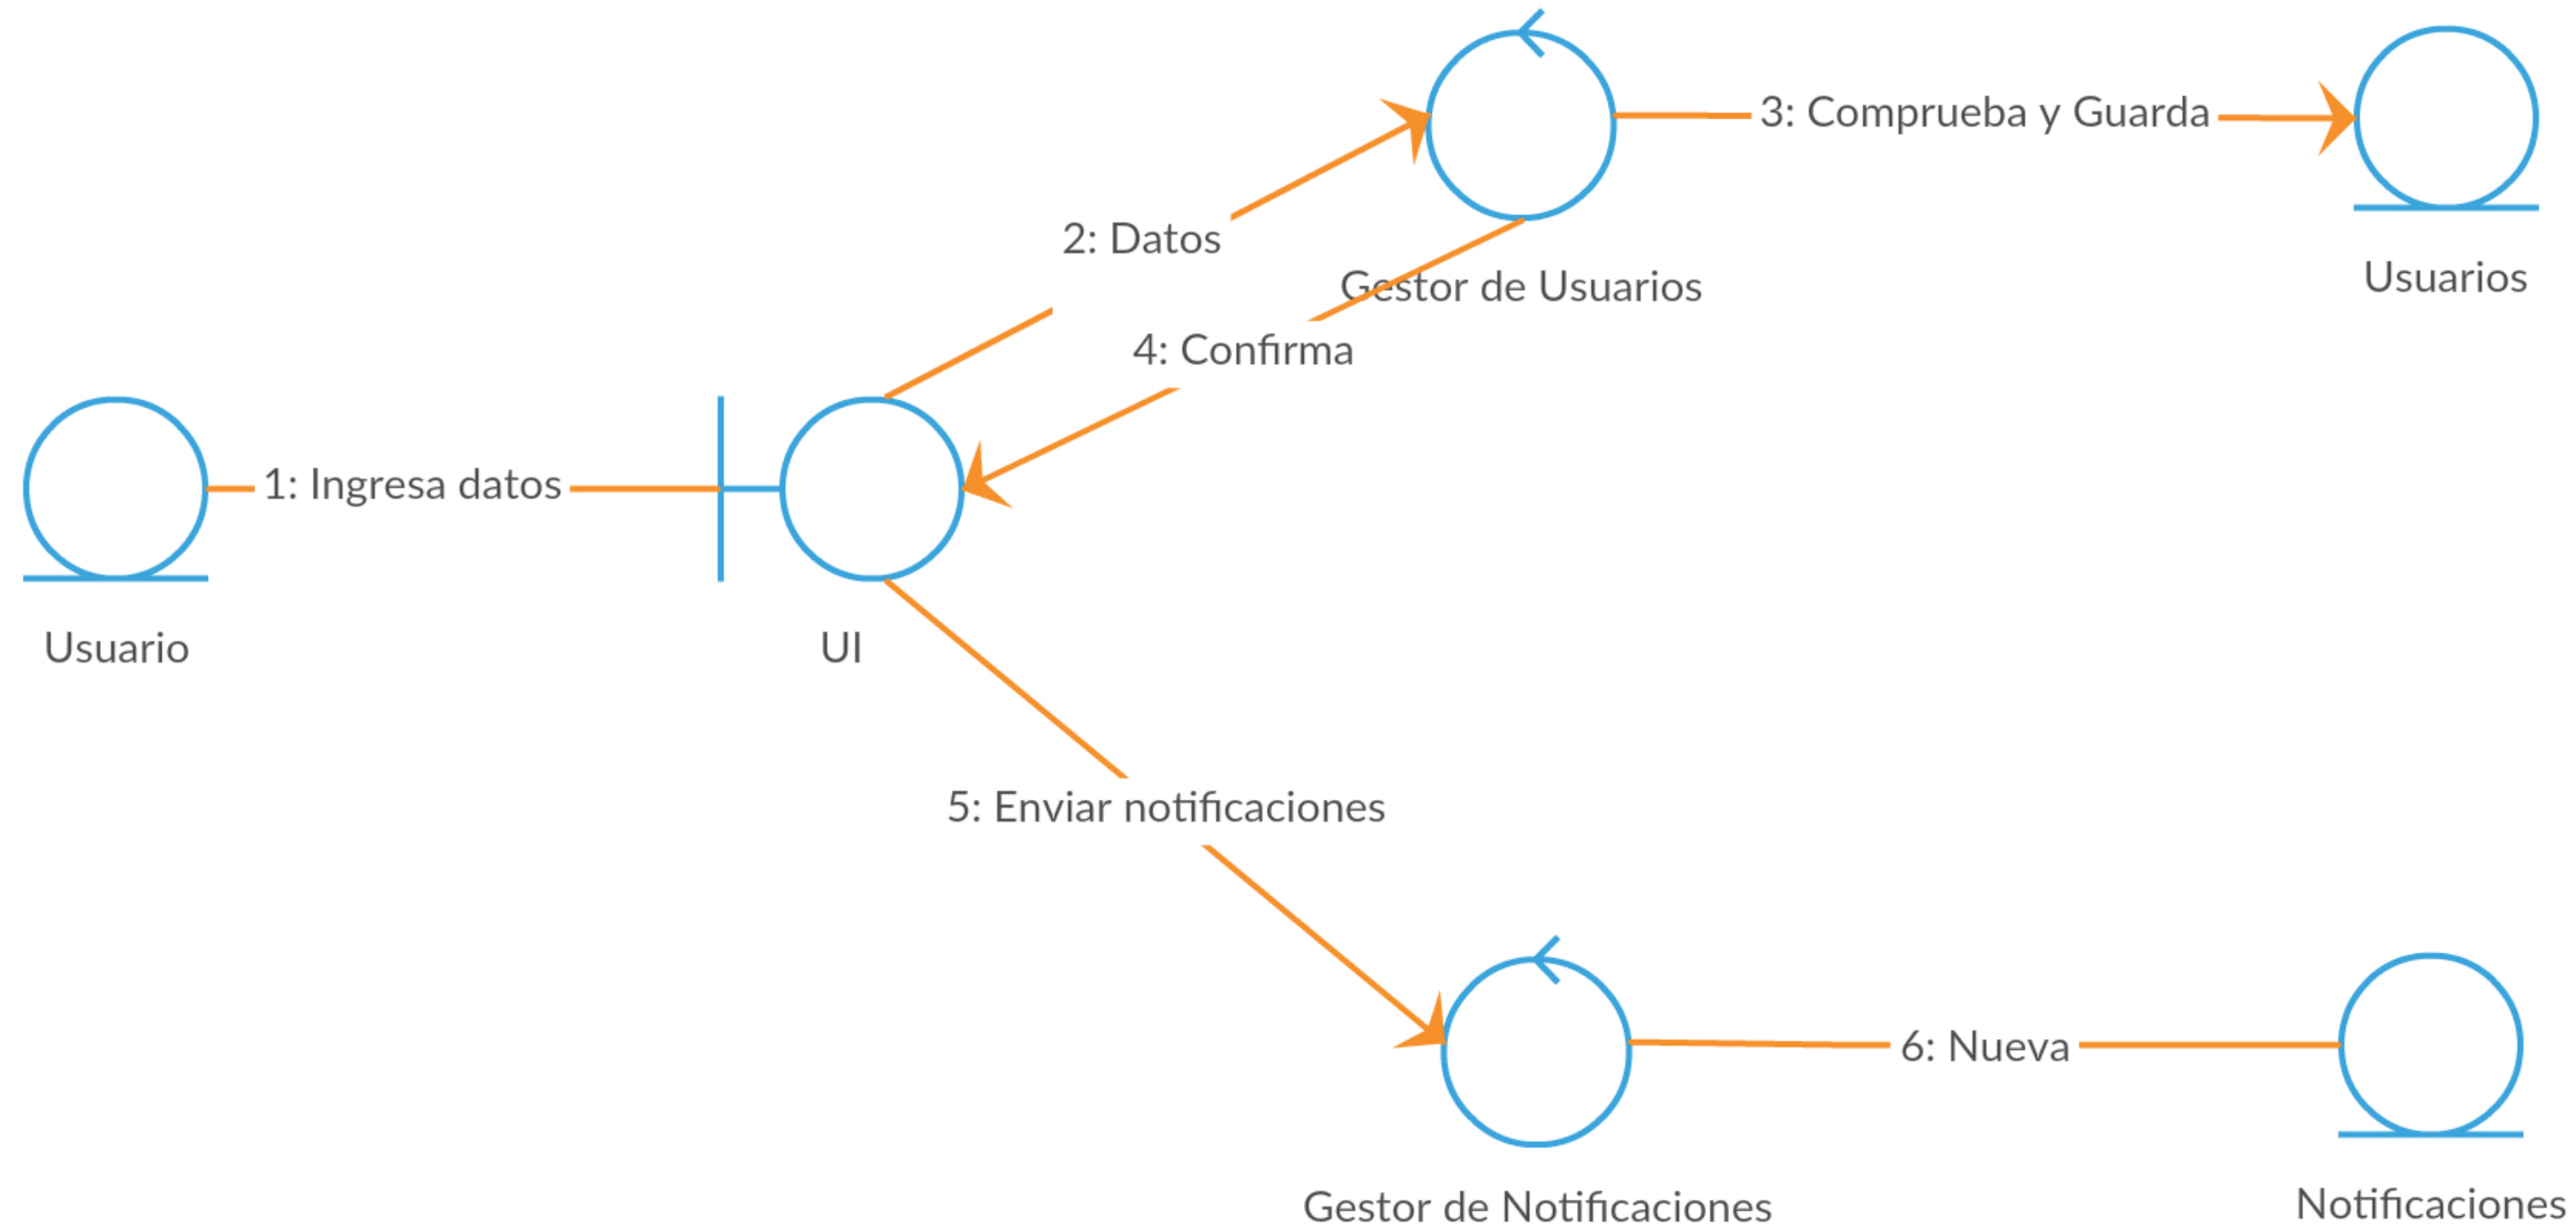 3: Comprueba y Guarda
2: Datos
Gestor de Usuarios
Usuarios
4: Confirma
1: Ingresa datos
Usuario
UI
5: Enviar notificaciones
6: Nueva
Gestor de Notificaciones
Notificaciones